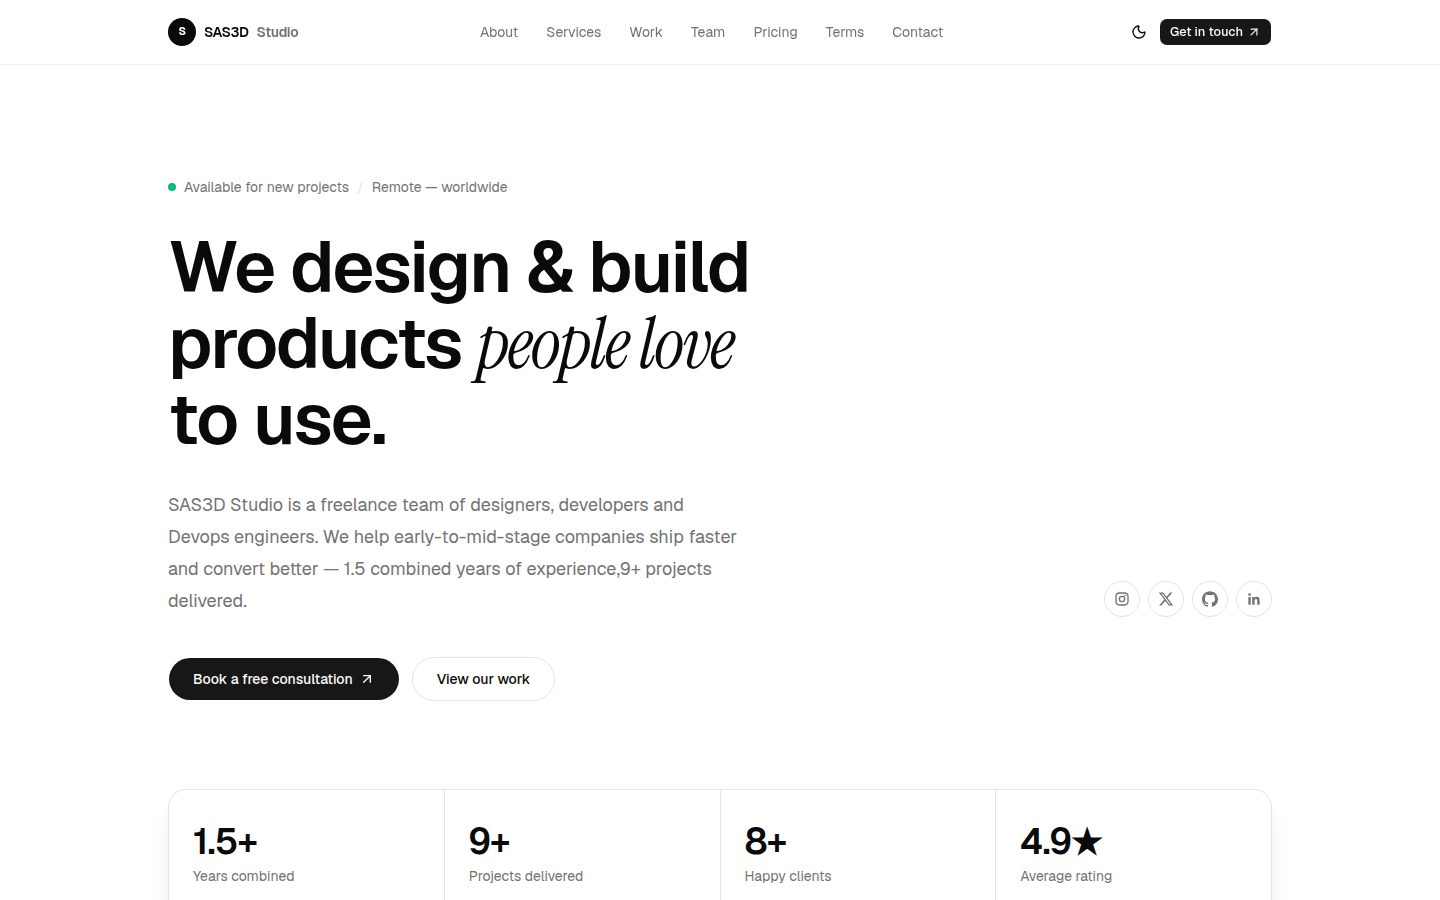 S SAS3D Studio About Services Work Team Pricing Terms Contact Get in touch
Available for new projects / Remote — worldwide
We design & build
products people love
to use.
SAS3D Studio is a freelance team of designers, developers and
Devops engineers. We help early-to-mid-stage companies ship faster
and convert better — 1.5 combined years of experience,9+ projects
delivered.
Book a free consultation View our work
1.5+ 9+ 8+ 4.9★
Years combined Projects delivered Happy clients Average rating